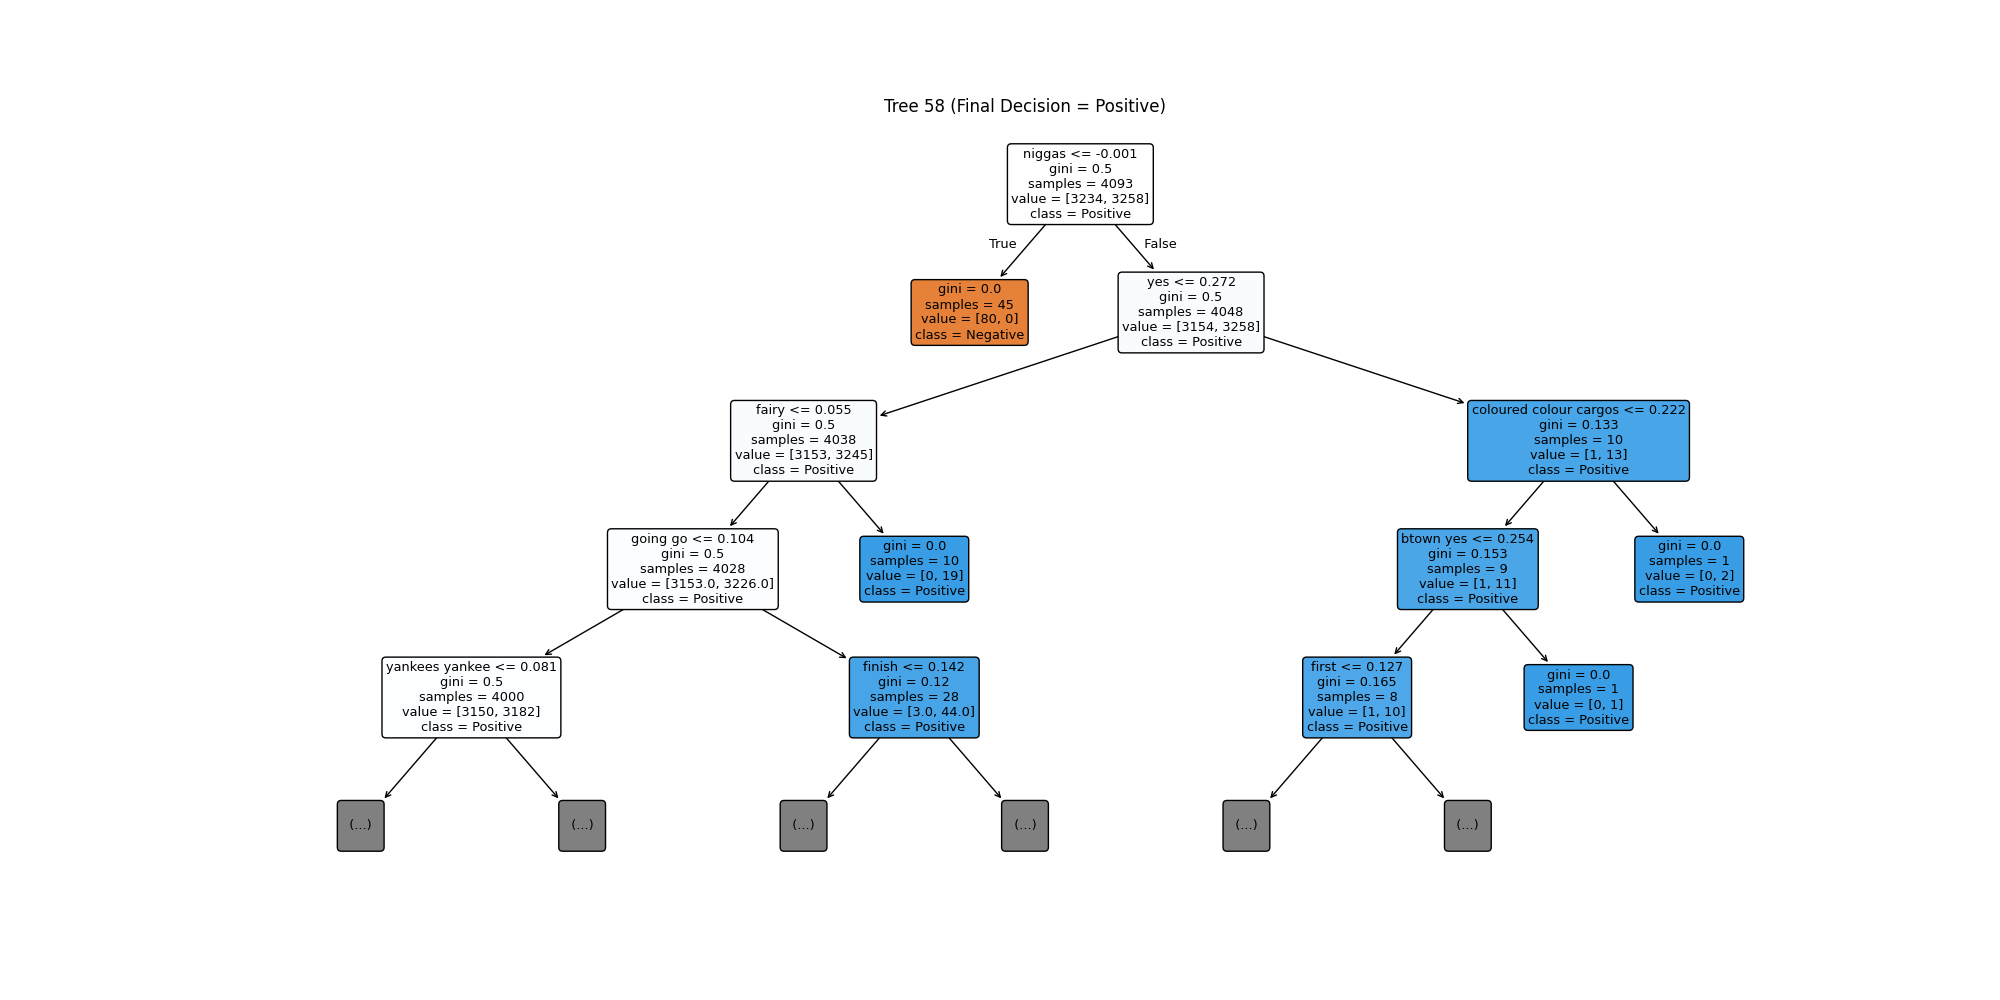 Tree 58 (Final Decision = Positive)
niggas <= -0.001
gini = 0.5
samples = 4093
value = [3234, 3258]
class = Positive
True
False
gini = 0.0
samples = 45
value = [80, 0]
class = Negative
yes <= 0.272
gini = 0.5
samples = 4048
value = [3154, 3258]
class = Positive
fairy <= 0.055
gini = 0.5
samples = 4038
value = [3153, 3245]
class = Positive
coloured colour cargos <= 0.222
gini = 0.133
samples = 10
value = [1, 13]
class = Positive
going go <= 0.104
gini = 0.5
samples = 4028
value = [3153.0, 3226.0]
class = Positive
gini = 0.0
samples = 10
value = [0, 19]
class = Positive
btown yes <= 0.254
gini = 0.153
samples = 9
value = [1, 11]
class = Positive
gini = 0.0
samples = 1
value = [0, 2]
class = Positive
yankees yankee <= 0.081
gini = 0.5
samples = 4000
value = [3150, 3182]
class = Positive
finish <= 0.142
gini = 0.12
samples = 28
value = [3.0, 44.0]
class = Positive
first <= 0.127
gini = 0.165
samples = 8
value = [1, 10]
class = Positive
gini = 0.0
samples = 1
value = [0, 1]
class = Positive
(...)
(...)
(...)
(...)
(...)
(...)